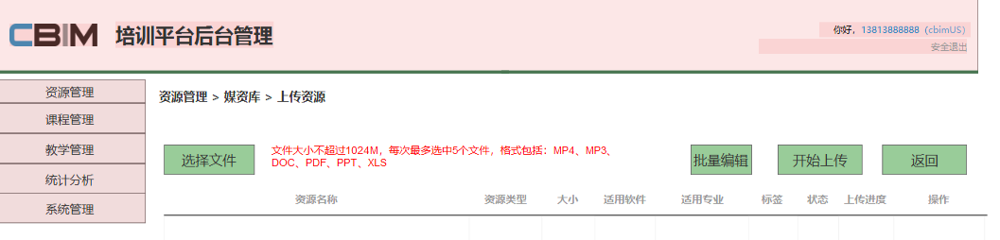 CBIM 培训平台后台管理
你好，13813888888（cbimUS）
安全退出
资源管理
课程管理
教学管理
统计分析
系统管理
资源管理 > 媒资库 > 上传资源
选择文件
文件大小不超过1024M，每次最多选中5个文件，格式包括：MP4、MP3、
DOC、PDF、PPT、XLS
批量编辑 开始上传 返回
资源名称 资源类型 大小 适用软件 适用专业 标签 状态 上传进度 操作